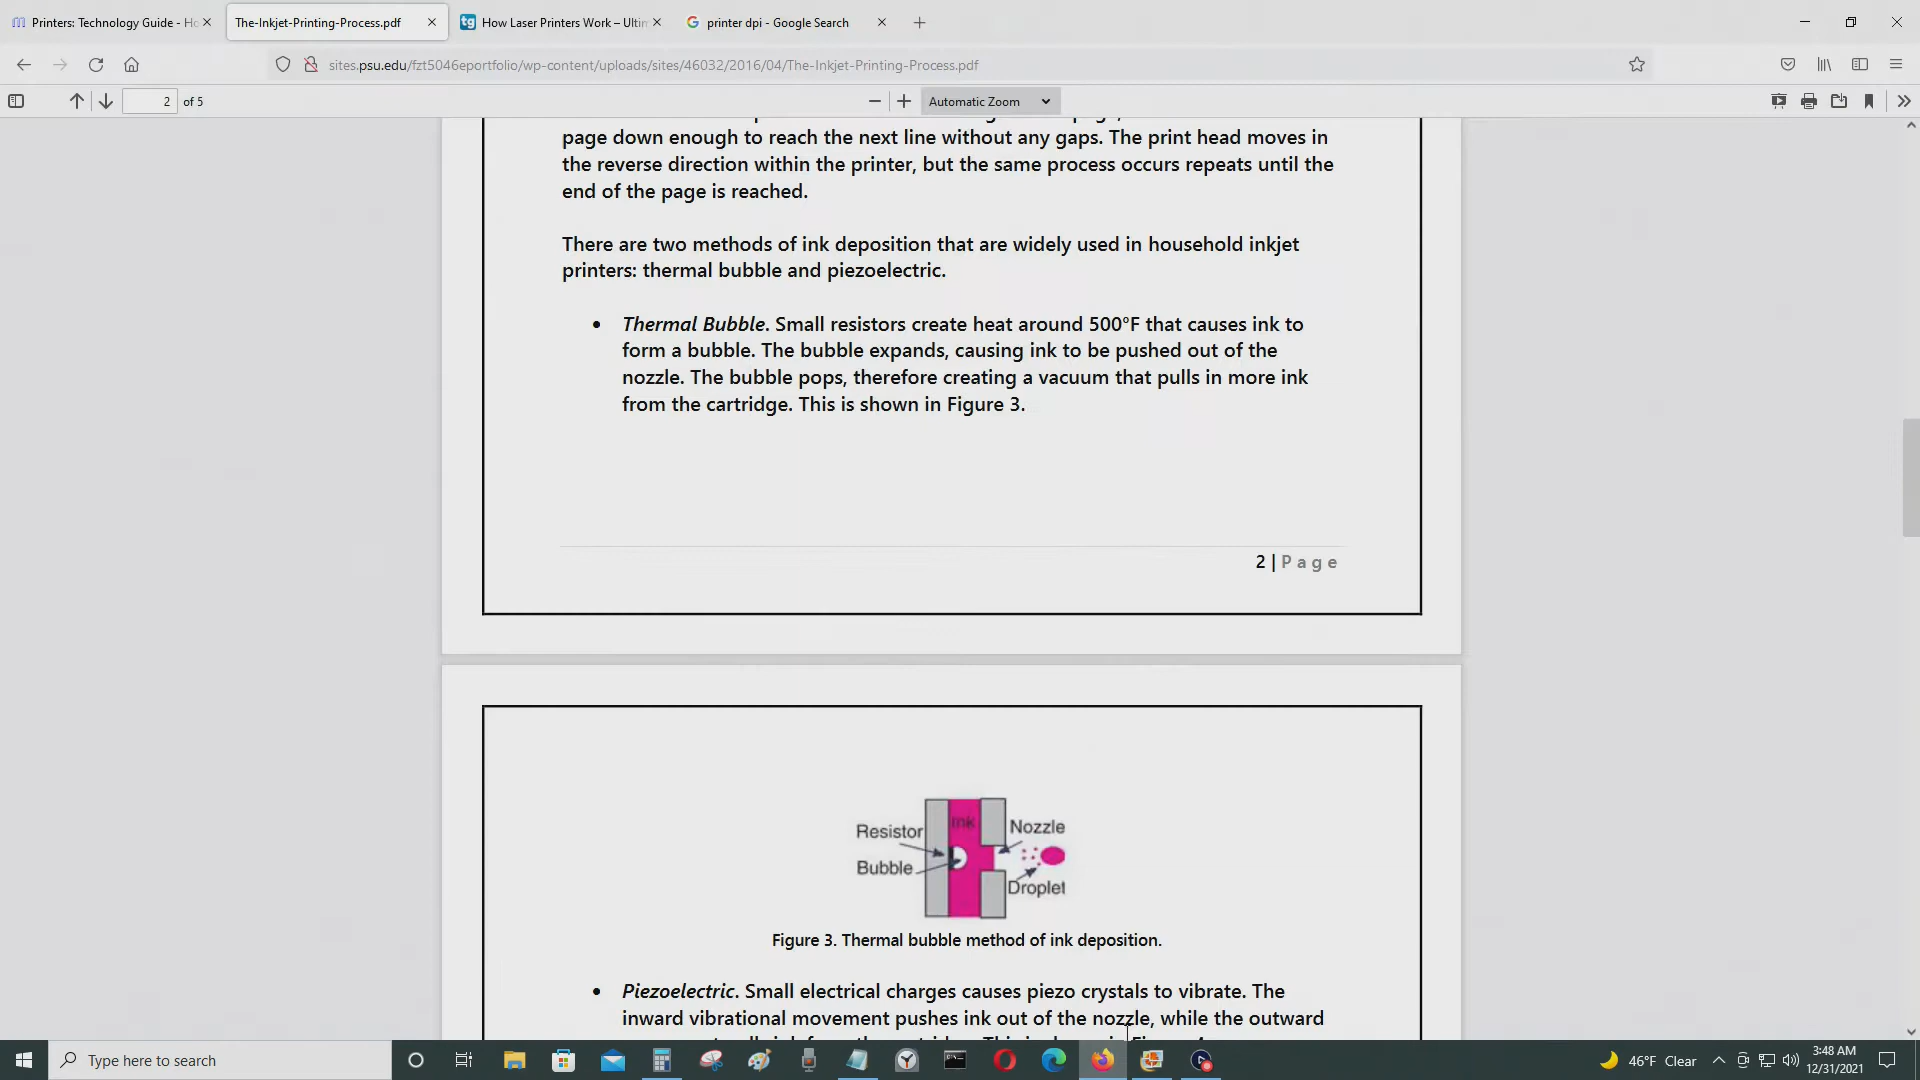 Printers: Technology Guide - Ho
The-Inkjet-Printing-Process.pdf
tg How Laser Printers Work – Ultin
printer dpi - Google Search
sites.psu.edu/fzt5046eportfolio/wp-content/uploads/sites/46032/2016/04/The-Inkjet-Printing-Process.pdf
2 of 5
Automatic Zoom
page down enough to reach the next line without any gaps. The print head moves in
the reverse direction within the printer, but the same process occurs repeats until the
end of the page is reached.
There are two methods of ink deposition that are widely used in household inkjet
printers: thermal bubble and piezoelectric.
• Thermal Bubble. Small resistors create heat around 500°F that causes ink to
form a bubble. The bubble expands, causing ink to be pushed out of the
nozzle. The bubble pops, therefore creating a vacuum that pulls in more ink
from the cartridge. This is shown in Figure 3.
2 | Page
Ink
Resistor
Nozzle
Bubble
Droplet
Figure 3. Thermal bubble method of ink deposition.
• Piezoelectric. Small electrical charges causes piezo crystals to vibrate. The
inward vibrational movement pushes ink out of the nozzle, while the outward
Type here to search
46°F Clear
3:48 AM
12/31/2021